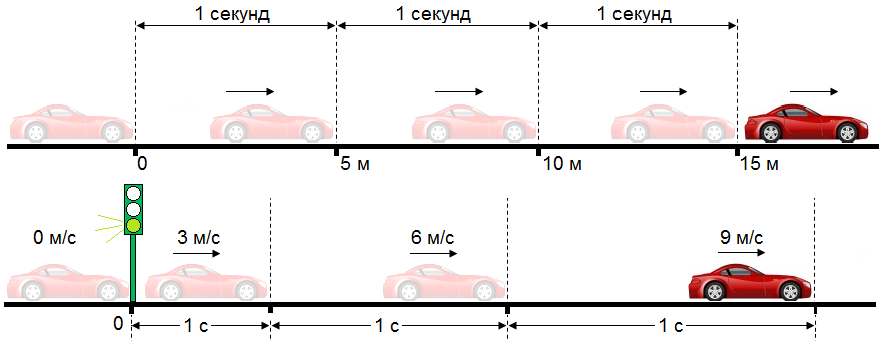 1 секунд 1 секунд 1 секунд
0 5 м 10 м 15 м
0 м/с 3 м/с 6 м/с 9 м/с
0 1 с 1 с 1 с